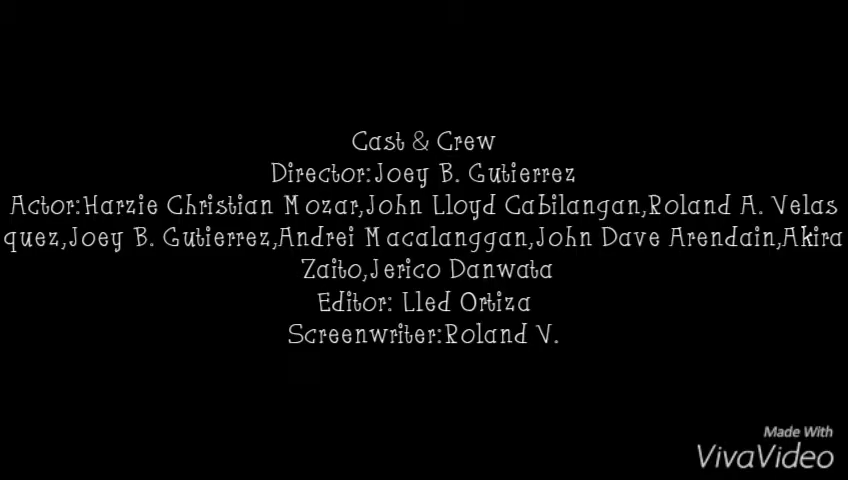 Cast & Crew
Director:Joey B. Gutierrez
Actor:Harzie Christian Mozar,John Lloyd Cabilangan,Roland A. Velas
quez,Joey B. Gutierrez,Andrei Macalanggan,John Dave Arendain,Akira
Zaito,Jerico Danwata
Editor: Lled Ortiza
Screenwriter:Roland V.
Made With
VivaVideo